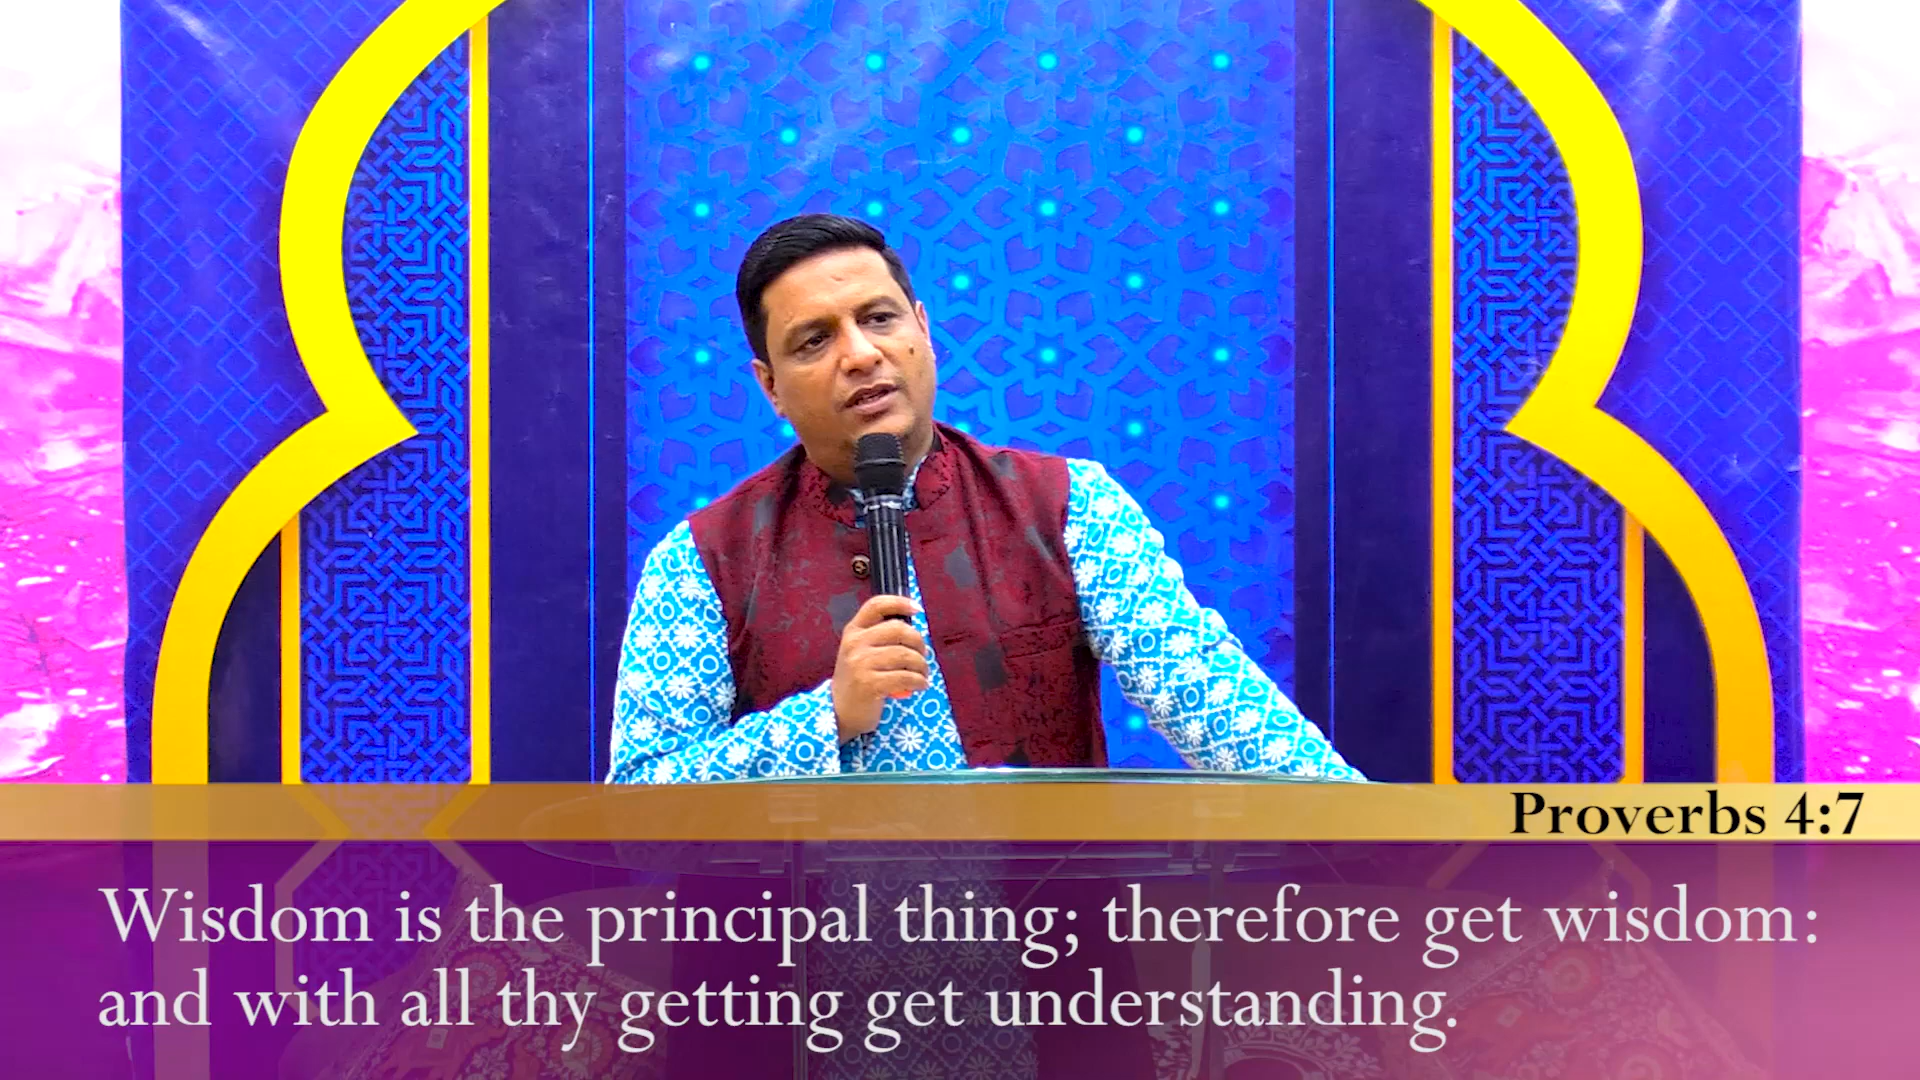 Proverbs 4:7
Wisdom is the principal thing; therefore get wisdom:
and with all thy getting get understanding.